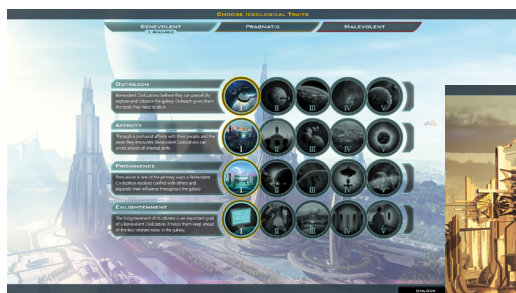 CHOOSE IDEOLOGICAL TRAITS
BENEVOLENT PRAGMATIC MALEVOLENT
1 AVAILABLE
OUTREACH
Benevolent Civilizations believe they can peacefully
explore and colonize the galaxy. Outreach gives them
the tools they need to do it.
I II III IV V
AFFINITY
Through a profound affinity with their people and the
races they encounter Benevolent Civilizations can
avoid almost all internal strife.
I II III IV V
PROMINENCE
Persuasion is one of the primary ways a Benevolent
Civilization resolves conflict with others and
expands their influence throughout the galaxy.
I II III IV V
ENLIGHTENMENT
The Enlightenment of its citizens is an important goal
of a Benevolent Civilization. It helps them keep ahead
of the less tolerant races in the galaxy.
I II III IV V
UNLOCK